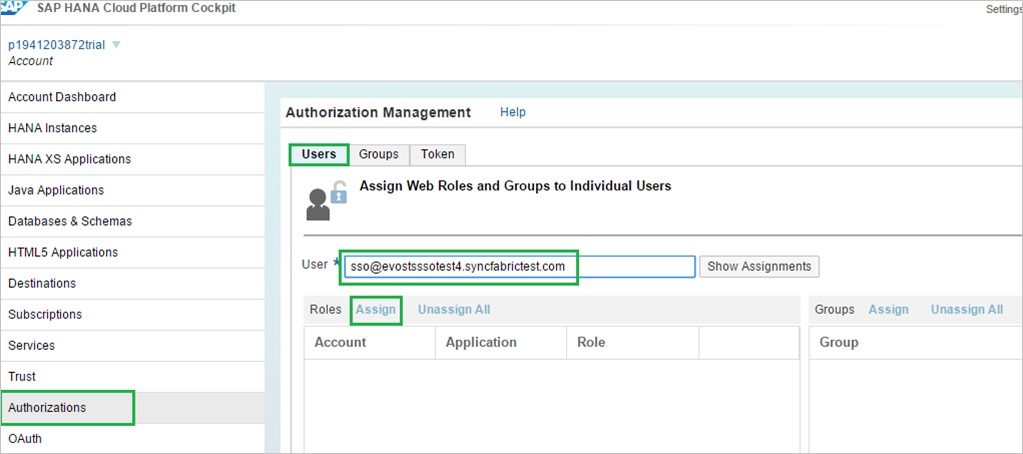 SAP SAP HANA Cloud Platform Cockpit
Settings
p1941203872trial
Account
Account Dashboard
HANA Instances
HANA XS Applications
Java Applications
Databases & Schemas
HTML5 Applications
Destinations
Subscriptions
Services
Trust
Authorizations
OAuth
Authorization Management Help
Users Groups Token
Assign Web Roles and Groups to Individual Users
User * sso@evostsssotest4.syncfabrictest.com Show Assignments
Roles Assign Unassign All
Groups Assign Unassign All
Account Application Role
Group